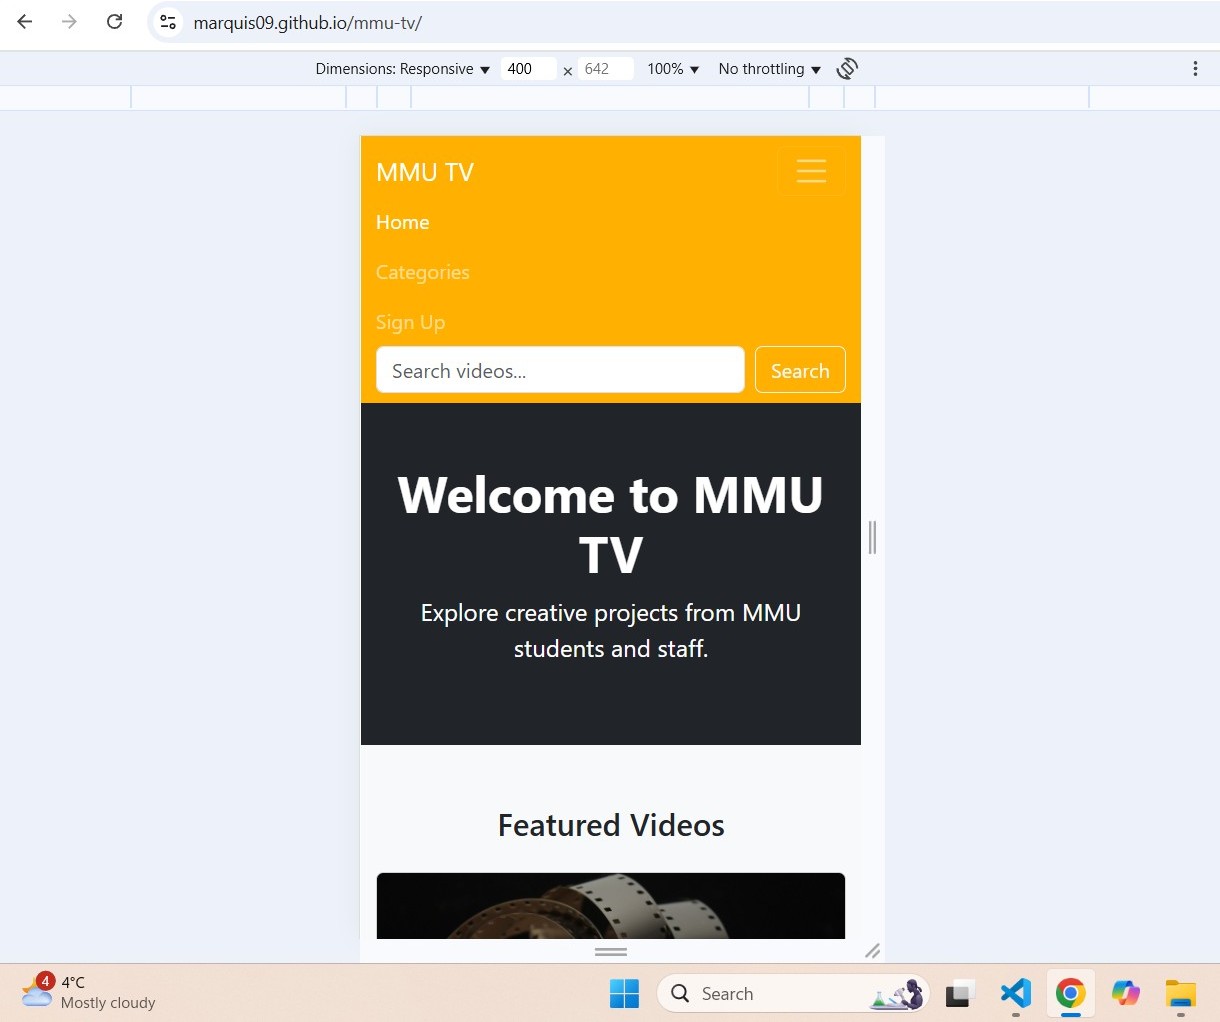 marquis09.github.io/mmu-tv/
Dimensions: Responsive 400 × 642 100% No throttling
MMU TV
Home
Categories
Sign Up
Search videos... Search
Welcome to MMU
TV
Explore creative projects from MMU
students and staff.
Featured Videos
4 4°C
Mostly cloudy
Search